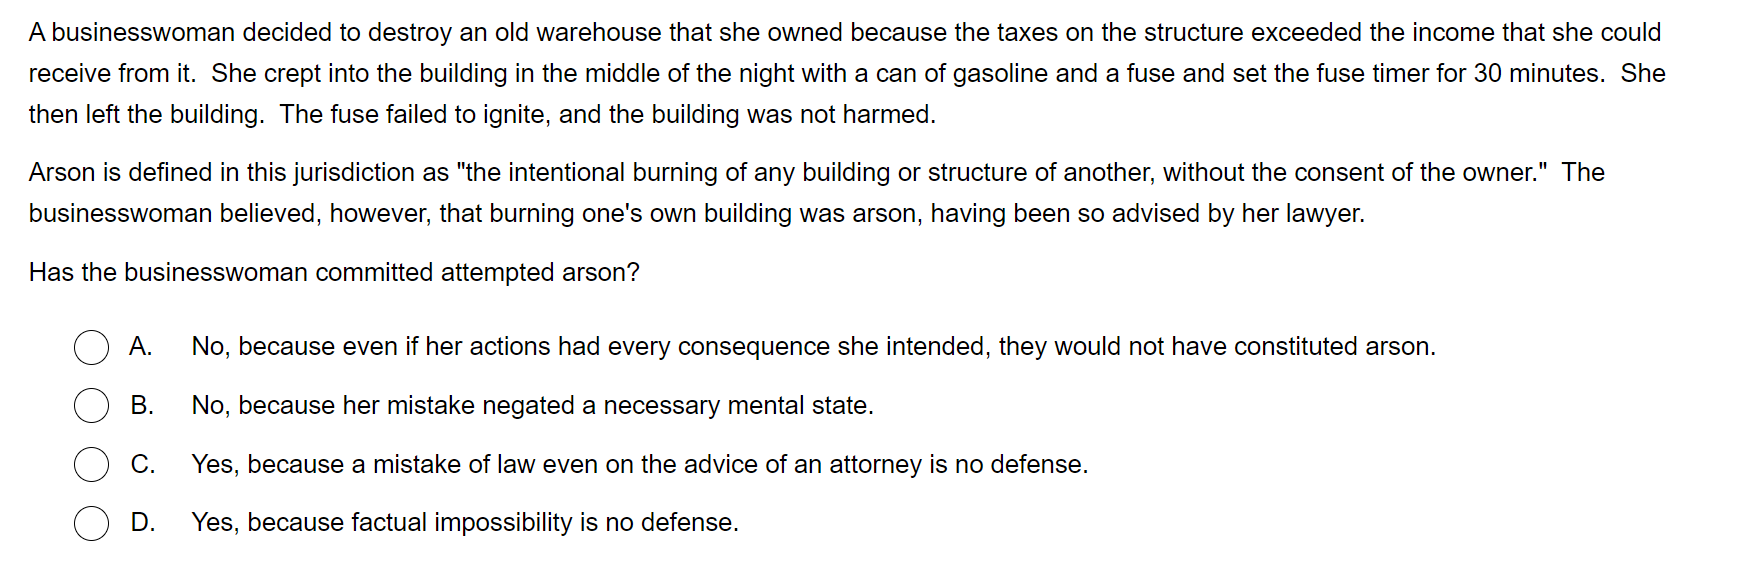 A businesswoman decided to destroy an old warehouse that she owned because the taxes on the structure exceeded the income that she could
receive from it.  She crept into the building in the middle of the night with a can of gasoline and a fuse and set the fuse timer for 30 minutes.  She
then left the building.  The fuse failed to ignite, and the building was not harmed.
Arson is defined in this jurisdiction as "the intentional burning of any building or structure of another, without the consent of the owner."  The
businesswoman believed, however, that burning one's own building was arson, having been so advised by her lawyer.
Has the businesswoman committed attempted arson?
A. No, because even if her actions had every consequence she intended, they would not have constituted arson.
B. No, because her mistake negated a necessary mental state.
C. Yes, because a mistake of law even on the advice of an attorney is no defense.
D. Yes, because factual impossibility is no defense.